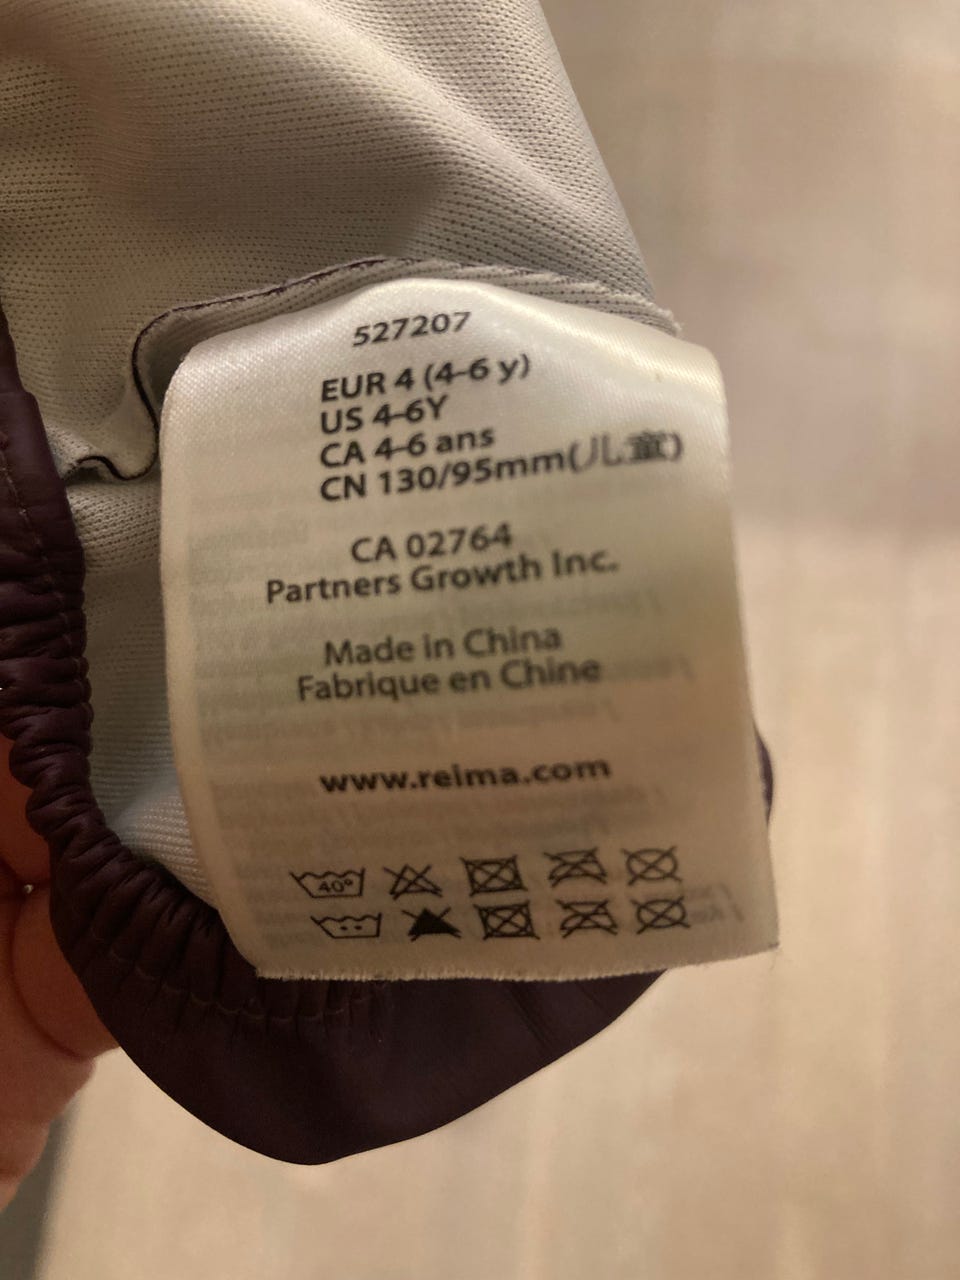 527207
EUR 4 (4-6 y)
US 4-6Y
CA 4-6 ans
CN 130/95mm(儿童)
CA 02764
Partners Growth Inc.
Made in China
Fabrique en Chine
www.reima.com
40°